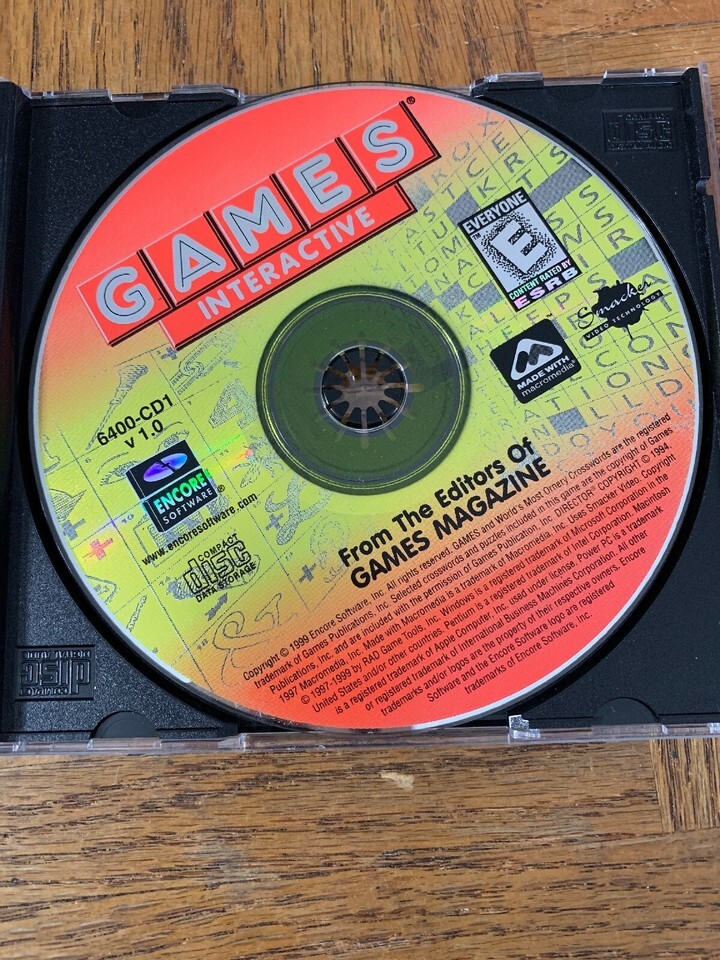 GAMES®
INTERACTIVE
EVERYONE
TM
E
CONTENT RATED BY
ESRB
Smacker
VIDEO TECHNOLOGY
MADE WITH
macromedia
6400-CD1
v 1.0
ENCORE
SOFTWARE
www.encoresoftware.com
COMPACT
disc
DATA STORAGE
From The Editors Of
GAMES MAGAZINE
Copyright © 1999 Encore Software, Inc. All rights reserved. GAMES and World's Most Ornery Crosswords are the registered
trademark of Games Publications, Inc. Selected crosswords and puzzles included in this game are the copyright of Games
Publications, Inc, and are included with the permission of Games Publication, Inc. DIRECTOR® COPYRIGHT © 1994,
1997 Macromedia, Inc. Made with Macromedia is a trademark of Macromedia, Inc. Uses Smacker Video. Copyright
© 1997-1999 by RAD Game Tools, Inc. Windows is a registered trademark of Microsoft Corporation in the
United States and/or other countries. Pentium is a registered trademark of Intel Corporation. Macintosh
is a registered trademark of Apple Computer, Inc. used under license. Power PC is a trademark
or registered trademark of International Business Machines Corporation. All other
trademarks and/or logos are the property of their respective owners. Encore
Software and the Encore Software logo are registered
trademarks of Encore Software, Inc.
COMPACT
disc